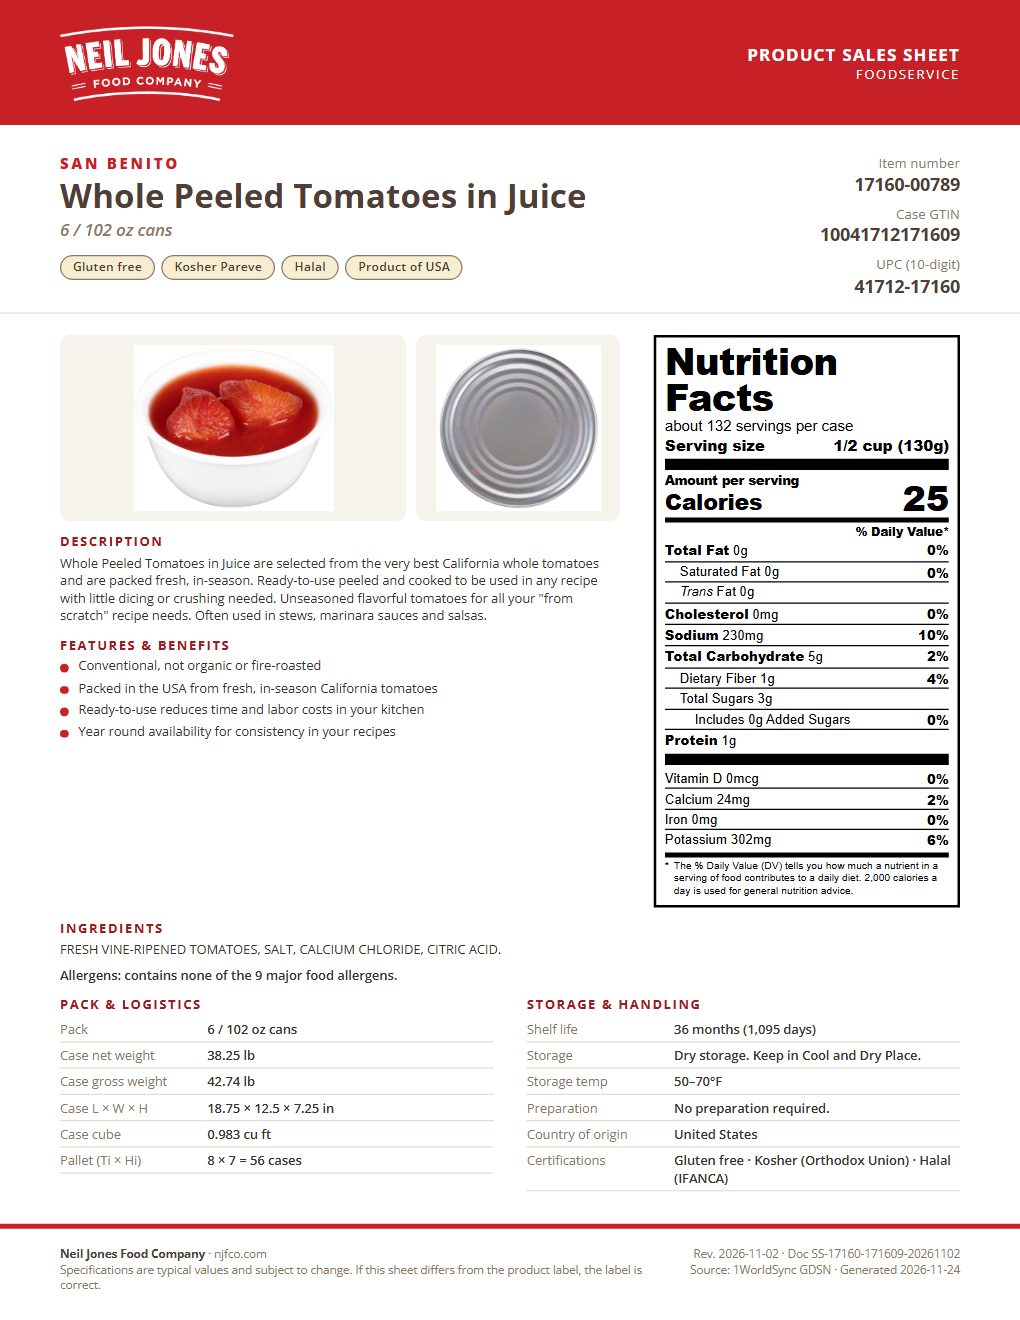 NEIL JONES
FOOD COMPANY
PRODUCT SALES SHEET
FOODSERVICE
SAN BENITO
Whole Peeled Tomatoes in Juice
6 / 102 oz cans
Gluten free
Kosher Pareve
Halal
Product of USA
Item number
17160-00789
Case GTIN
10041712171609
UPC (10-digit)
41712-17160
DESCRIPTION
Whole Peeled Tomatoes in Juice are selected from the very best California whole tomatoes
and are packed fresh, in-season. Ready-to-use peeled and cooked to be used in any recipe
with little dicing or crushing needed. Unseasoned flavorful tomatoes for all your "from
scratch" recipe needs. Often used in stews, marinara sauces and salsas.
FEATURES & BENEFITS
Conventional, not organic or fire-roasted
Packed in the USA from fresh, in-season California tomatoes
Ready-to-use reduces time and labor costs in your kitchen
Year round availability for consistency in your recipes
Nutrition
Facts
about 132 servings per case
Serving size 1/2 cup (130g)
Amount per serving
Calories 25
% Daily Value*
Total Fat 0g 0%
Saturated Fat 0g 0%
Trans Fat 0g
Cholesterol 0mg 0%
Sodium 230mg 10%
Total Carbohydrate 5g 2%
Dietary Fiber 1g 4%
Total Sugars 3g
Includes 0g Added Sugars 0%
Protein 1g
Vitamin D 0mcg 0%
Calcium 24mg 2%
Iron 0mg 0%
Potassium 302mg 6%
* The % Daily Value (DV) tells you how much a nutrient in a
serving of food contributes to a daily diet. 2,000 calories a
day is used for general nutrition advice.
INGREDIENTS
FRESH VINE-RIPENED TOMATOES, SALT, CALCIUM CHLORIDE, CITRIC ACID.
Allergens: contains none of the 9 major food allergens.
PACK & LOGISTICS
Pack 6 / 102 oz cans
Case net weight 38.25 lb
Case gross weight 42.74 lb
Case L × W × H 18.75 × 12.5 × 7.25 in
Case cube 0.983 cu ft
Pallet (Ti × Hi) 8 × 7 = 56 cases
STORAGE & HANDLING
Shelf life 36 months (1,095 days)
Storage Dry storage. Keep in Cool and Dry Place.
Storage temp 50–70°F
Preparation No preparation required.
Country of origin United States
Certifications Gluten free · Kosher (Orthodox Union) · Halal
(IFANCA)
Neil Jones Food Company · njfco.com
Specifications are typical values and subject to change. If this sheet differs from the product label, the label is
correct.
Rev. 2026-11-02 · Doc SS-17160-171609-20261102
Source: 1WorldSync GDSN · Generated 2026-11-24